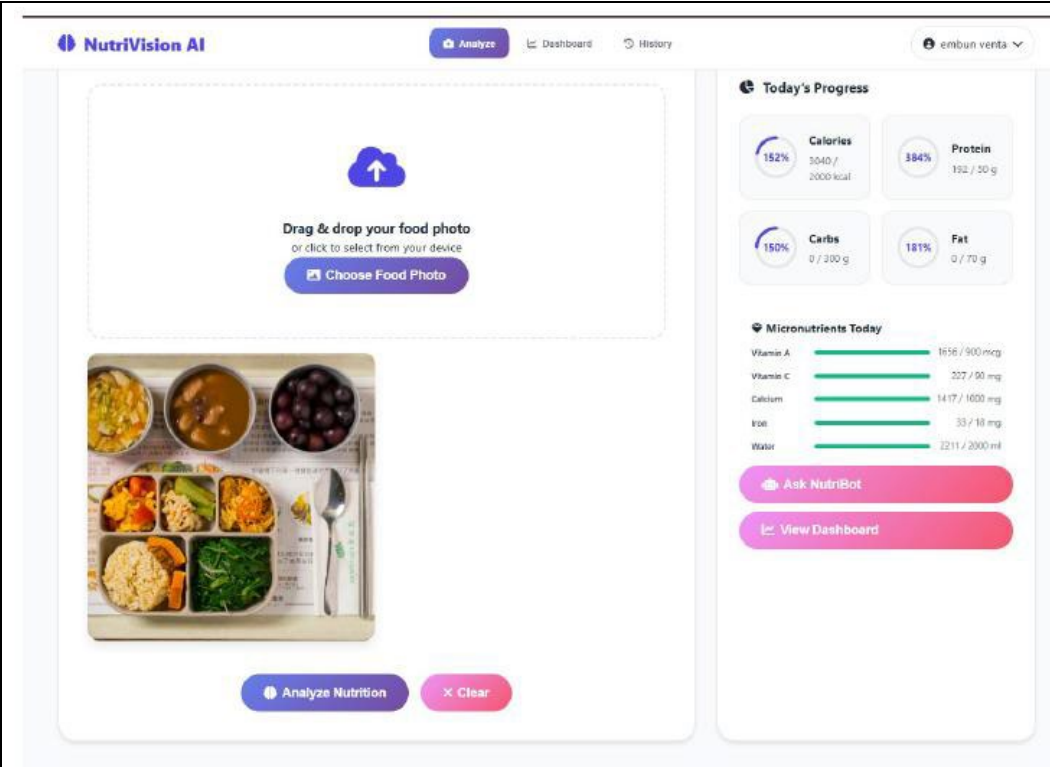 NutriVision AI
Analyze
Dashboard
History
embun venta
Drag & drop your food photo
or click to select from your device
Choose Food Photo
Analyze Nutrition
Clear
Today's Progress
152%
Calories
3040 /
2000 kcal
384%
Protein
192 / 50 g
150%
Carbs
0 / 300 g
181%
Fat
0 / 70 g
Micronutrients Today
Vitamin A 1656 / 900 mcg
Vitamin C 227 / 90 mg
Calcium 1417 / 1000 mg
Iron 33 / 18 mg
Water 2211 / 2000 ml
Ask NutriBot
View Dashboard